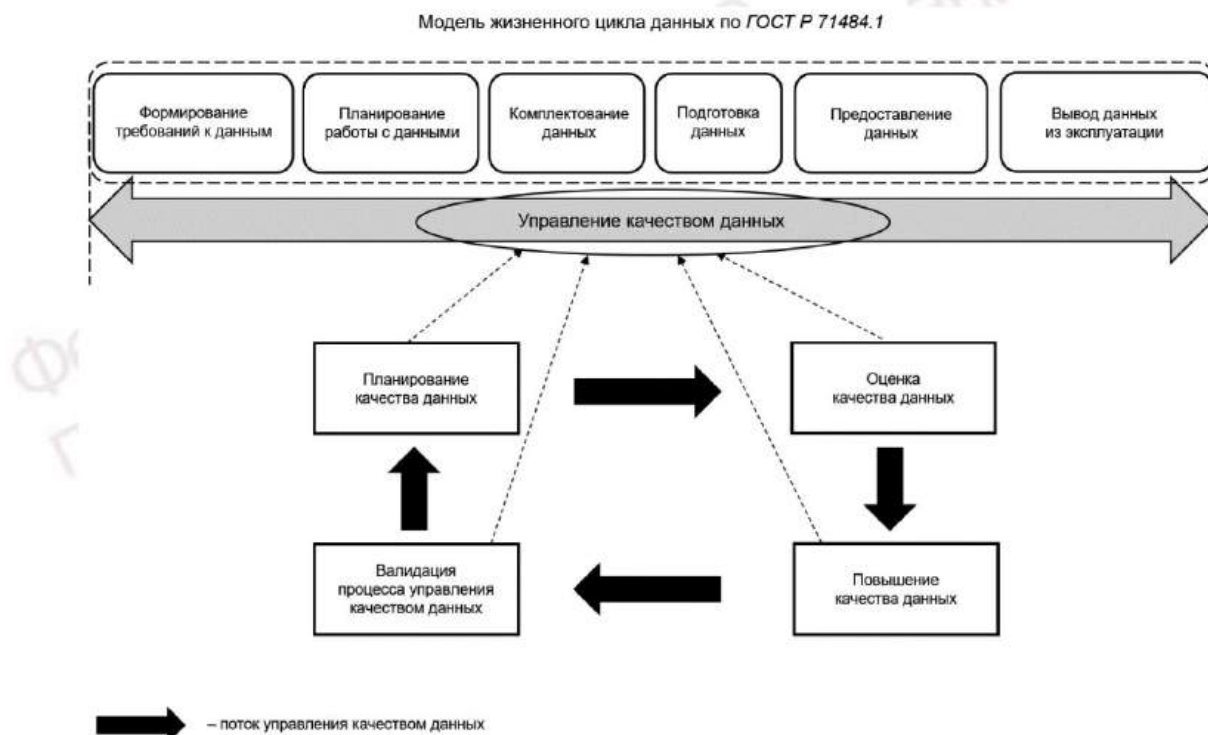 Модель жизненного цикла данных по ГОСТ Р 71484.1
Формирование
требований к данным
Планирование
работы с данными
Комплектование
данных
Подготовка
данных
Предоставление
данных
Вывод данных
из эксплуатации
Управление качеством данных
Планирование
качества данных
Оценка
качества данных
Валидация
процесса управления
качеством данных
Повышение
качества данных
– поток управления качеством данных